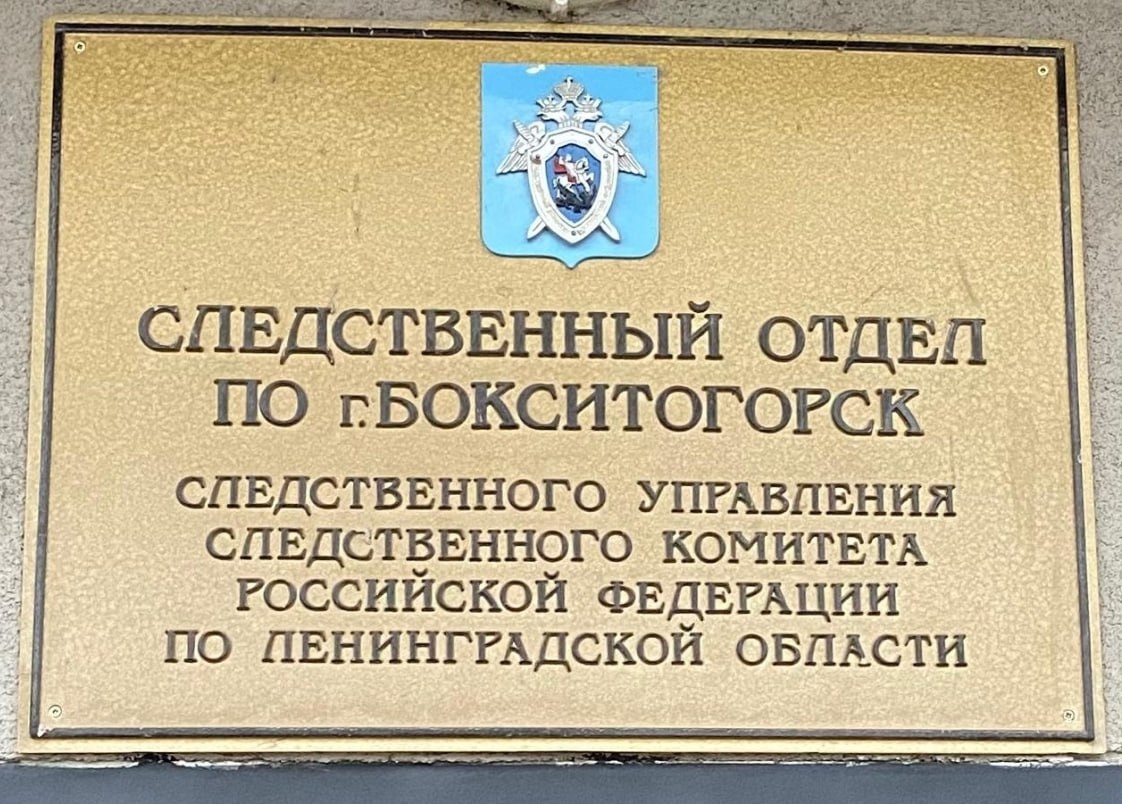 СЛЕДСТВЕННЫЙ ОТДЕЛ
ПО г.БОКСИТОГОРСК
СЛЕДСТВЕННОГО УПРАВЛЕНИЯ
СЛЕДСТВЕННОГО КОМИТЕТА
РОССИЙСКОЙ ФЕДЕРАЦИИ
ПО ЛЕНИНГРАДСКОЙ ОБЛАСТИ